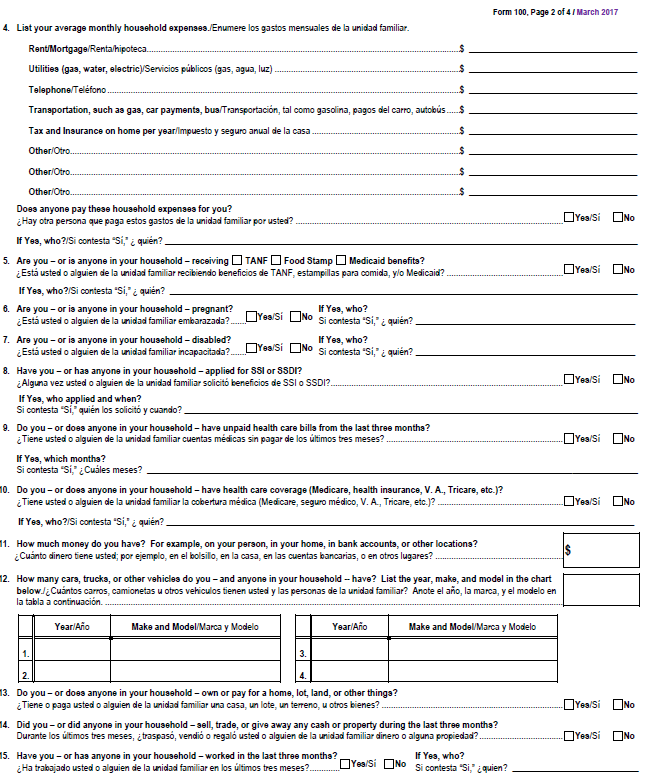 Form 100, Page 2 of 4 / March 2017
4. List your average monthly household expenses./Enumere los gastos mensuales de la unidad familiar.
Rent/Mortgage/Renta/hipoteca...$
Utilities (gas, water, electric)/Servicios públicos (gas, agua, luz) ...$
Telephone/Teléfono ...$
Transportation, such as gas, car payments, bus/Transportación, tal como gasolina, pagos del carro, autobús ...$
Tax and Insurance on home per year/Impuesto y seguro anual de la casa ...$
Other/Otro...$
Other/Otro...$
Other/Otro...$
Does anyone pay these household expenses for you?
¿Hay otra persona que paga estos gastos de la unidad familiar por usted? ... Yes/Sí No
If Yes, who?/Si contesta "Sí," ¿ quién?
5. Are you – or is anyone in your household – receiving TANF Food Stamp Medicaid benefits?
¿Está usted o alguien de la unidad familiar recibiendo beneficios de TANF, estampillas para comida, y/o Medicaid? ... Yes/Sí No
If Yes, who?/Si contesta "Sí," ¿ quién?
6. Are you – or is anyone in your household – pregnant? If Yes, who?
¿Está usted o alguien de la unidad familiar embarazada?... Yes/Sí No Si contesta "Sí," ¿ quién?
7. Are you – or is anyone in your household – disabled? If Yes, who?
¿Está usted o alguien de la unidad familiar incapacitada?... Yes/Sí No Si contesta "Sí," ¿ quién?
8. Have you – or has anyone in your household – applied for SSI or SSDI?
¿Alguna vez usted o alguien de la unidad familiar solicitó beneficios de SSI o SSDI?... Yes/Sí No
If Yes, who applied and when?
Si contesta "Sí," quién los solicitó y cuando?
9. Do you – or does anyone in your household – have unpaid health care bills from the last three months?
¿Tiene usted o alguien de la unidad familiar cuentas médicas sin pagar de los últimos tres meses? ... Yes/Sí No
If Yes, which months?
Si contesta "Sí," ¿Cuáles meses?
10. Do you – or does anyone in your household – have health care coverage (Medicare, health insurance, V. A., Tricare, etc.)?
¿Tiene usted o alguien de la unidad familiar la cobertura médica (Medicare, seguro médico, V. A., Tricare, etc.)? ... Yes/Sí No
If Yes, who?/Si contesta "Sí," ¿ quién?
11. How much money do you have? For example, on your person, in your home, in bank accounts, or other locations?
¿Cuánto dinero tiene usted; por ejemplo, en el bolsillo, en la casa, en las cuentas bancarias, o en otros lugares? ... $
12. How many cars, trucks, or other vehicles do you – and anyone in your household – have? List the year, make, and model in the chart
below./¿Cuántos carros, camionetas u otros vehículos tienen usted y las personas de la unidad familiar? Anote el año, la marca, y el modelo en
la tabla a continuación. ...
Year/Año Make and Model/Marca y Modelo Year/Año Make and Model/Marca y Modelo
1. 3.
2. 4.
13. Do you – or does anyone in your household – own or pay for a home, lot, land, or other things?
¿Tiene o paga usted o alguien de la unidad familiar una casa, un lote, un terreno, u otros bienes? ... Yes/Sí No
14. Did you – or did anyone in your household – sell, trade, or give away any cash or property during the last three months?
Durante los últimos tres meses, ¿traspasó, vendió o regaló usted o alguien de la unidad familiar dinero o alguna propiedad?... Yes/Sí No
15. Have you – or has anyone in your household – worked in the last three months? If Yes, who?
¿Ha trabajado usted o alguien de la unidad familiar en los últimos tres meses?... Yes/Sí No Si contesta "Sí," ¿quien?